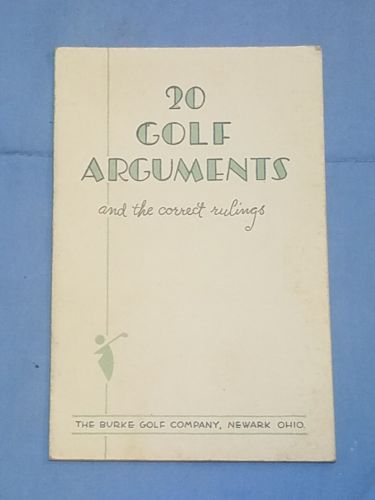 20
GOLF
ARGUMENTS
and the correct rulings
THE BURKE GOLF COMPANY, NEWARK OHIO.